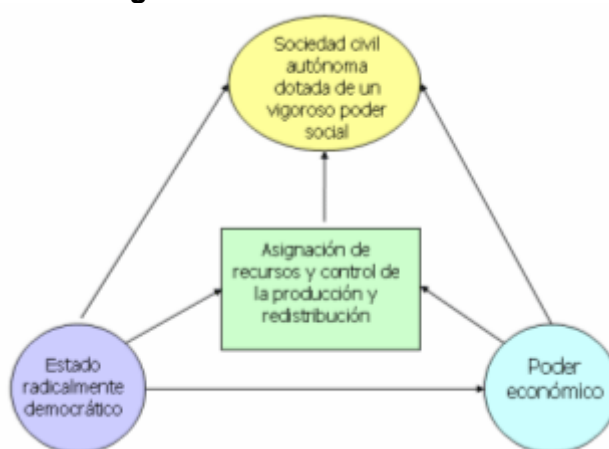 Sociedad civil
autónoma
dotada de un
vigoroso poder
social
Asignación de
recursos y control de
la producción y
redistribución
Estado
radicalmente
democrático
Poder
económico